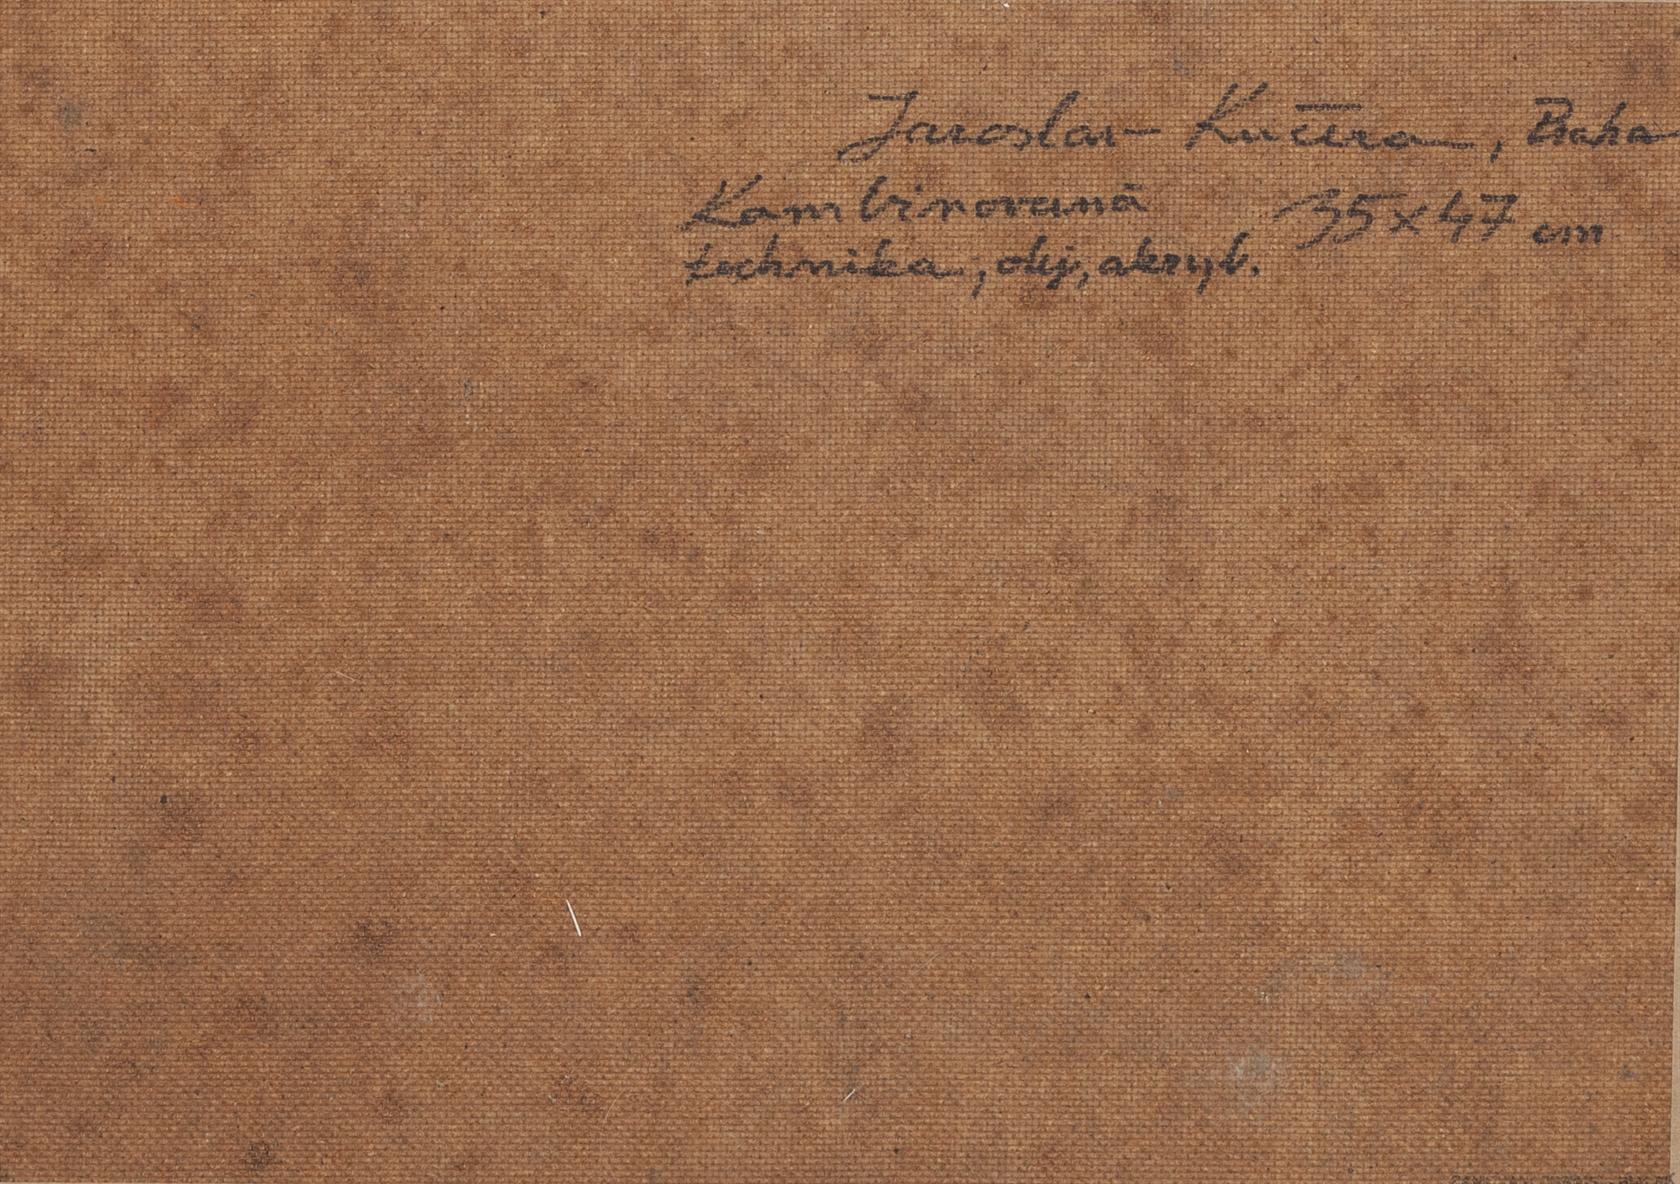 Jaroslav Kučera, Praha
Kombinovaná 35x47 cm
technika, olej, akryl.